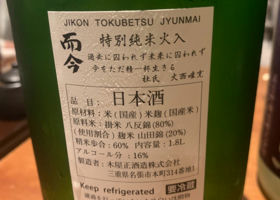 JIKON TOKUBETSU JYUNMAI
而今 特別純米火入
過去に囚われず未来に囚われず
今をただ精一杯生きる
杜氏 大西唯克
品目: 日本酒
原材料: 米(国産) 米麹(国産米)
原料米: 掛米 八反錦(80%)
(使用割合) 麹米 山田錦(20%)
精米歩合: 60% 内容量: 1.8L
アルコール分: 16%
製造者: 木屋正酒造株式会社
三重県名張市本町314番地1
Keep refrigerated 要冷蔵